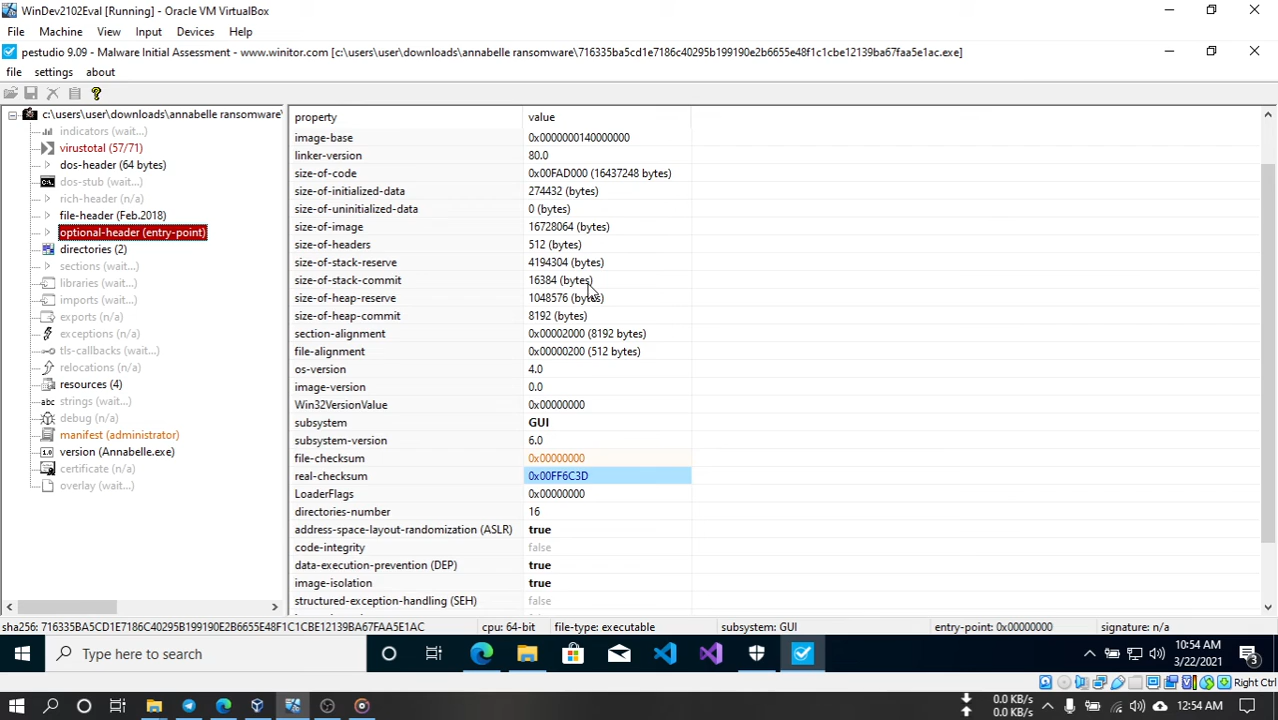 WinDev2102Eval [Running] - Oracle VM VirtualBox
File Machine View Input Devices Help
pestudio 9.09 - Malware Initial Assessment - www.winitor.com [c:\users\user\downloads\annabelle ransomware\716335ba5cd1e7186c40295b199190e2b6655e48f1c1cbe12139ba67faa5e1ac.exe]
file settings about
c:\users\user\downloads\annabelle ransomware\
indicators (wait...)
virustotal (57/71)
dos-header (64 bytes)
dos-stub (wait...)
rich-header (n/a)
file-header (Feb.2018)
optional-header (entry-point)
directories (2)
sections (wait...)
libraries (wait...)
imports (wait...)
exports (n/a)
exceptions (n/a)
tls-callbacks (wait...)
relocations (n/a)
resources (4)
abc strings (wait...)
debug (n/a)
manifest (administrator)
1.0 version (Annabelle.exe)
certificate (n/a)
overlay (wait...)
property value
image-base 0x0000000140000000
linker-version 80.0
size-of-code 0x00FAD000 (16437248 bytes)
size-of-initialized-data 274432 (bytes)
size-of-uninitialized-data 0 (bytes)
size-of-image 16728064 (bytes)
size-of-headers 512 (bytes)
size-of-stack-reserve 4194304 (bytes)
size-of-stack-commit 16384 (bytes)
size-of-heap-reserve 1048576 (bytes)
size-of-heap-commit 8192 (bytes)
section-alignment 0x00002000 (8192 bytes)
file-alignment 0x00000200 (512 bytes)
os-version 4.0
image-version 0.0
Win32VersionValue 0x00000000
subsystem GUI
subsystem-version 6.0
file-checksum 0x00000000
real-checksum 0x00FF6C3D
LoaderFlags 0x00000000
directories-number 16
address-space-layout-randomization (ASLR) true
code-integrity false
data-execution-prevention (DEP) true
image-isolation true
structured-exception-handling (SEH) false
sha256: 716335BA5CD1E7186C40295B199190E2B6655E48F1C1CBE12139BA67FAA5E1AC cpu: 64-bit file-type: executable subsystem: GUI entry-point: 0x00000000 signature: n/a
Type here to search
10:54 AM
3/22/2021
3
Right Ctrl
0.0 KB/s
0.0 KB/s
12:54 AM